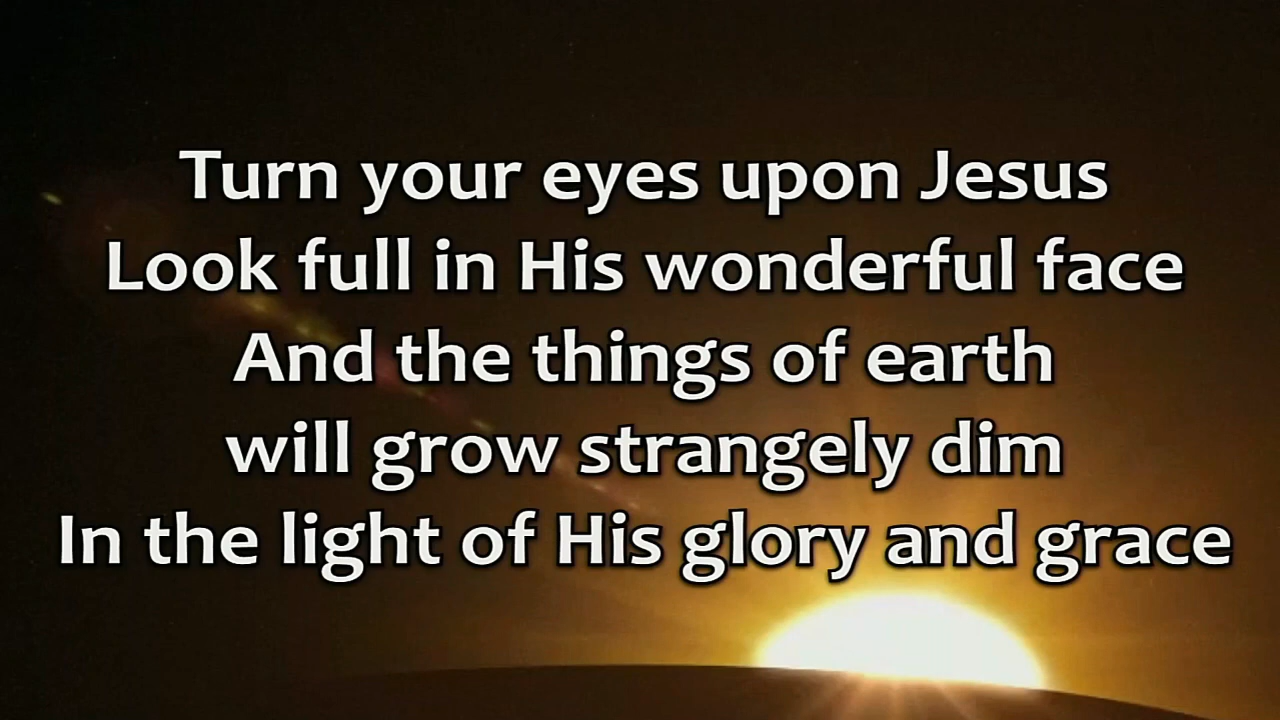 Turn your eyes upon Jesus
Look full in His wonderful face
And the things of earth
will grow strangely dim
In the light of His glory and grace